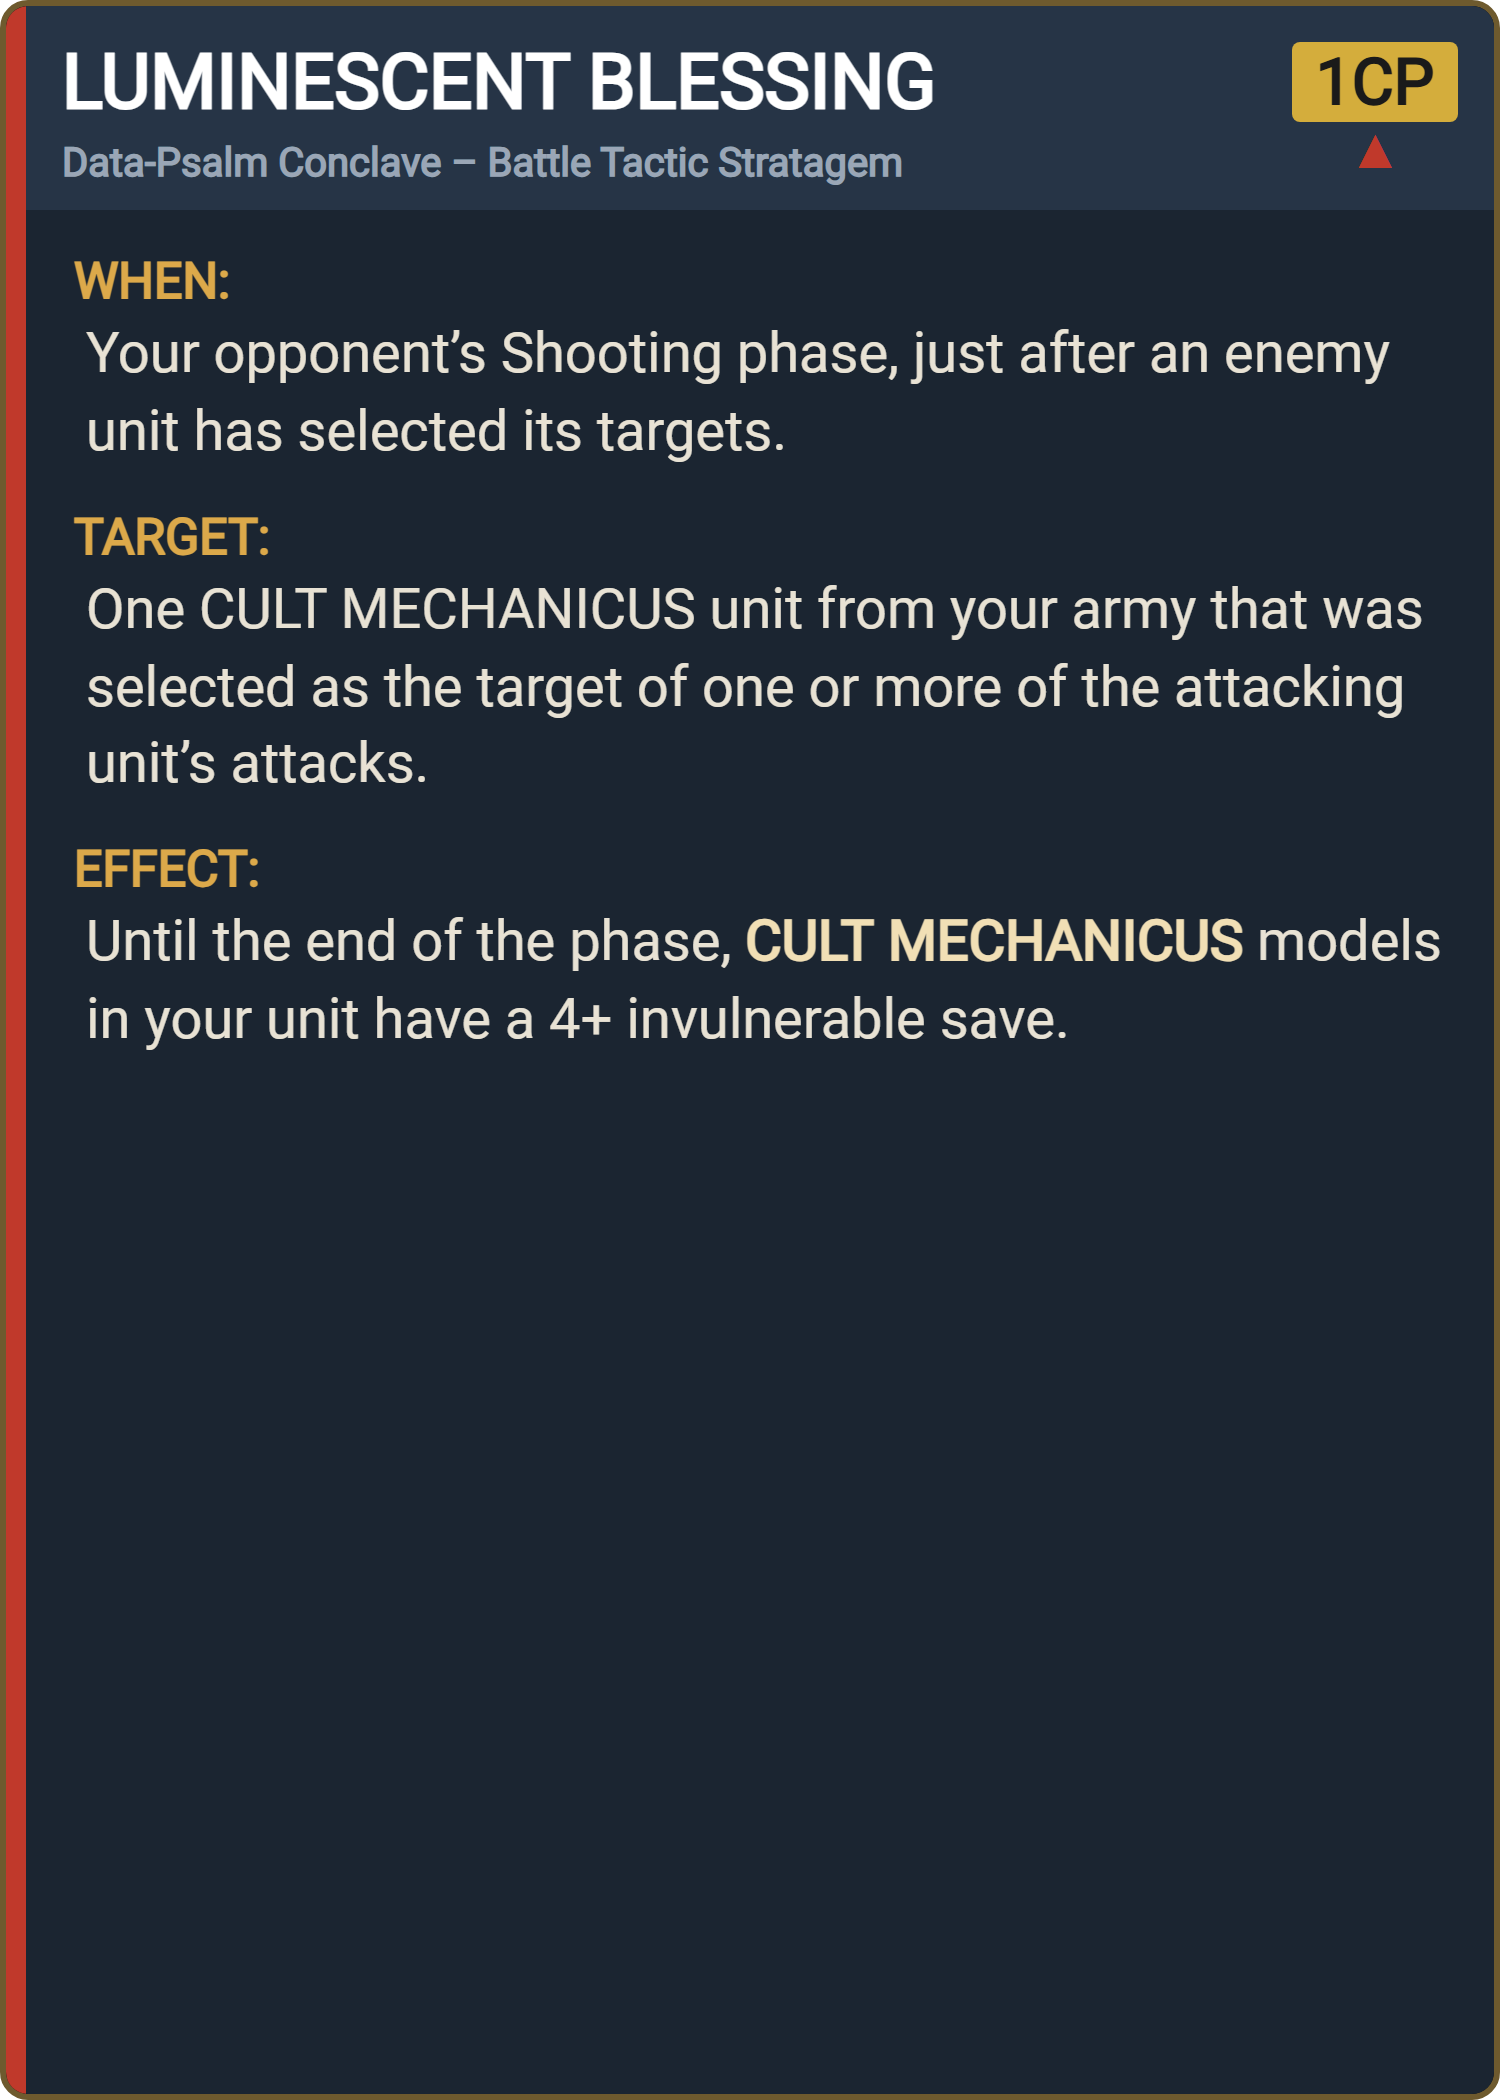 LUMINESCENT BLESSING
1CP
Data-Psalm Conclave – Battle Tactic Stratagem
WHEN:
Your opponent’s Shooting phase, just after an enemy
unit has selected its targets.
TARGET:
One CULT MECHANICUS unit from your army that was
selected as the target of one or more of the attacking
unit’s attacks.
EFFECT:
Until the end of the phase, CULT MECHANICUS models
in your unit have a 4+ invulnerable save.